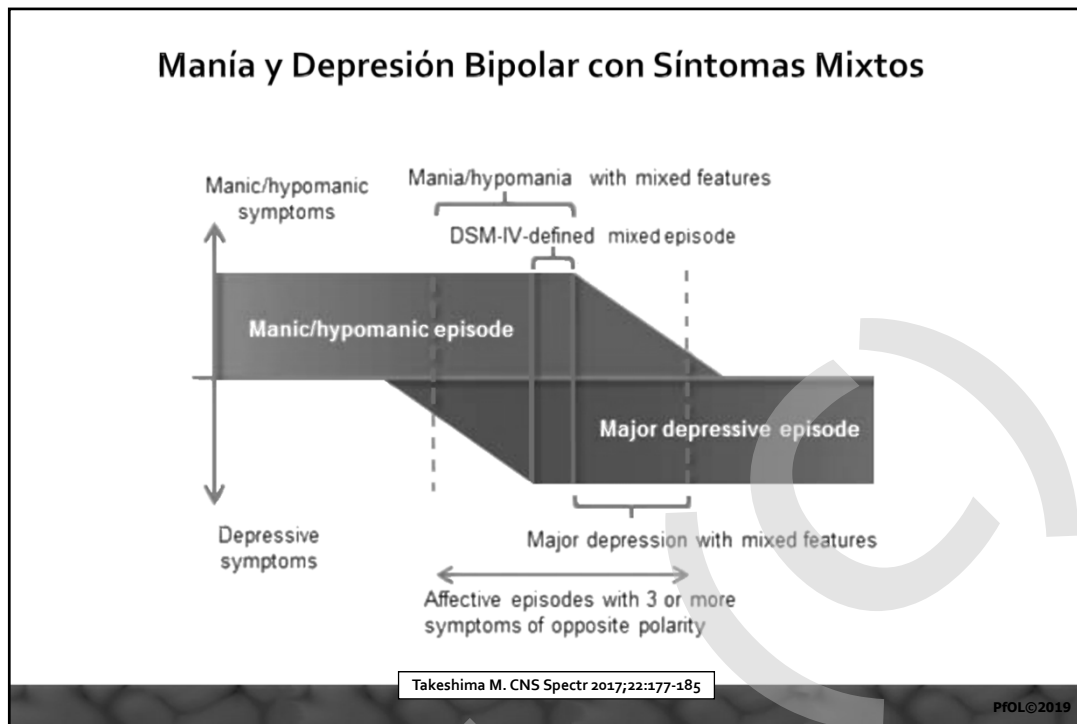 Manía y Depresión Bipolar con Síntomas Mixtos
Manic/hypomanic
symptoms
Mania/hypomania with mixed features
DSM-IV-defined mixed episode
Manic/hypomanic episode
Major depressive episode
Depressive
symptoms
Major depression with mixed features
Affective episodes with 3 or more
symptoms of opposite polarity
Takeshima M. CNS Spectr 2017;22:177-185
PfOL©2019